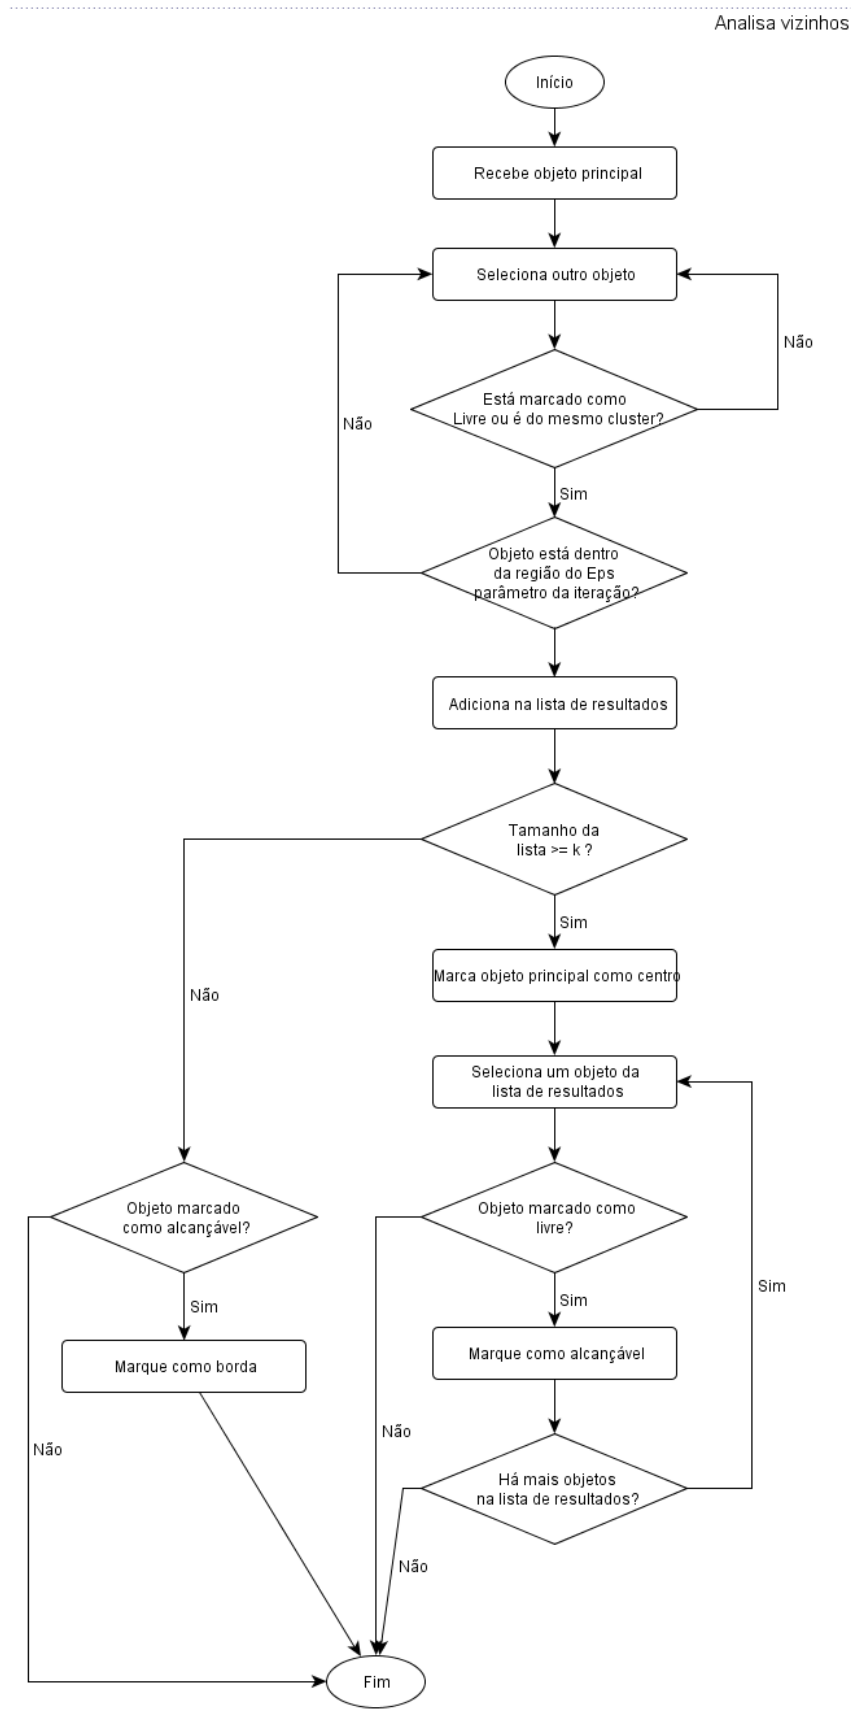 Analisa vizinhos
Início
Recebe objeto principal
Seleciona outro objeto
Não
Está marcado como
Livre ou é do mesmo cluster?
Não
Sim
Objeto está dentro
da região do Eps
parâmetro da iteração?
Adiciona na lista de resultados
Tamanho da
lista >= k ?
Sim
Marca objeto principal como centro
Não
Seleciona um objeto da
lista de resultados
Objeto marcado
como alcançável?
Objeto marcado como
livre?
Sim
Sim
Sim
Marque como borda
Marque como alcançável
Não
Não
Há mais objetos
na lista de resultados?
Não
Fim